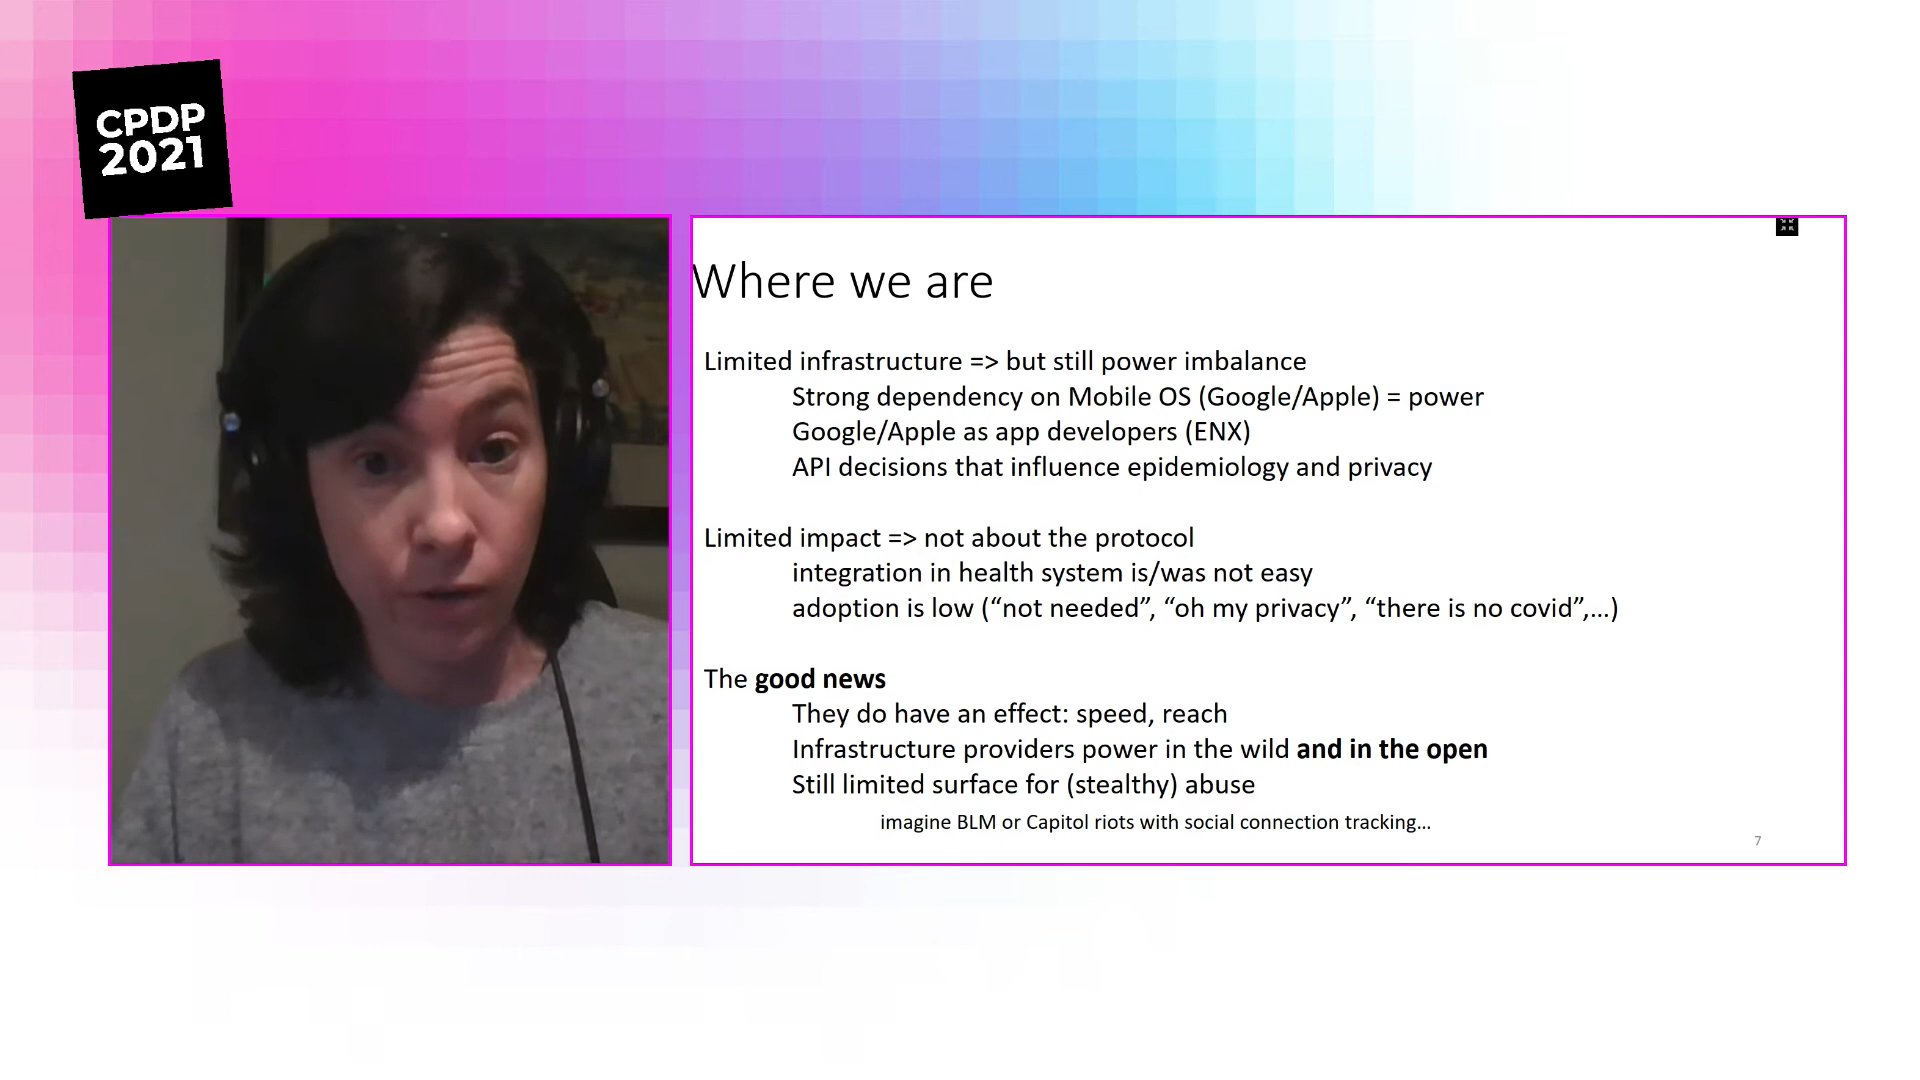 CPDP
2021
Where we are
Limited infrastructure => but still power imbalance
Strong dependency on Mobile OS (Google/Apple) = power
Google/Apple as app developers (ENX)
API decisions that influence epidemiology and privacy
Limited impact => not about the protocol
integration in health system is/was not easy
adoption is low (“not needed”, “oh my privacy”, “there is no covid”,…)
The good news
They do have an effect: speed, reach
Infrastructure providers power in the wild and in the open
Still limited surface for (stealthy) abuse
imagine BLM or Capitol riots with social connection tracking…
7